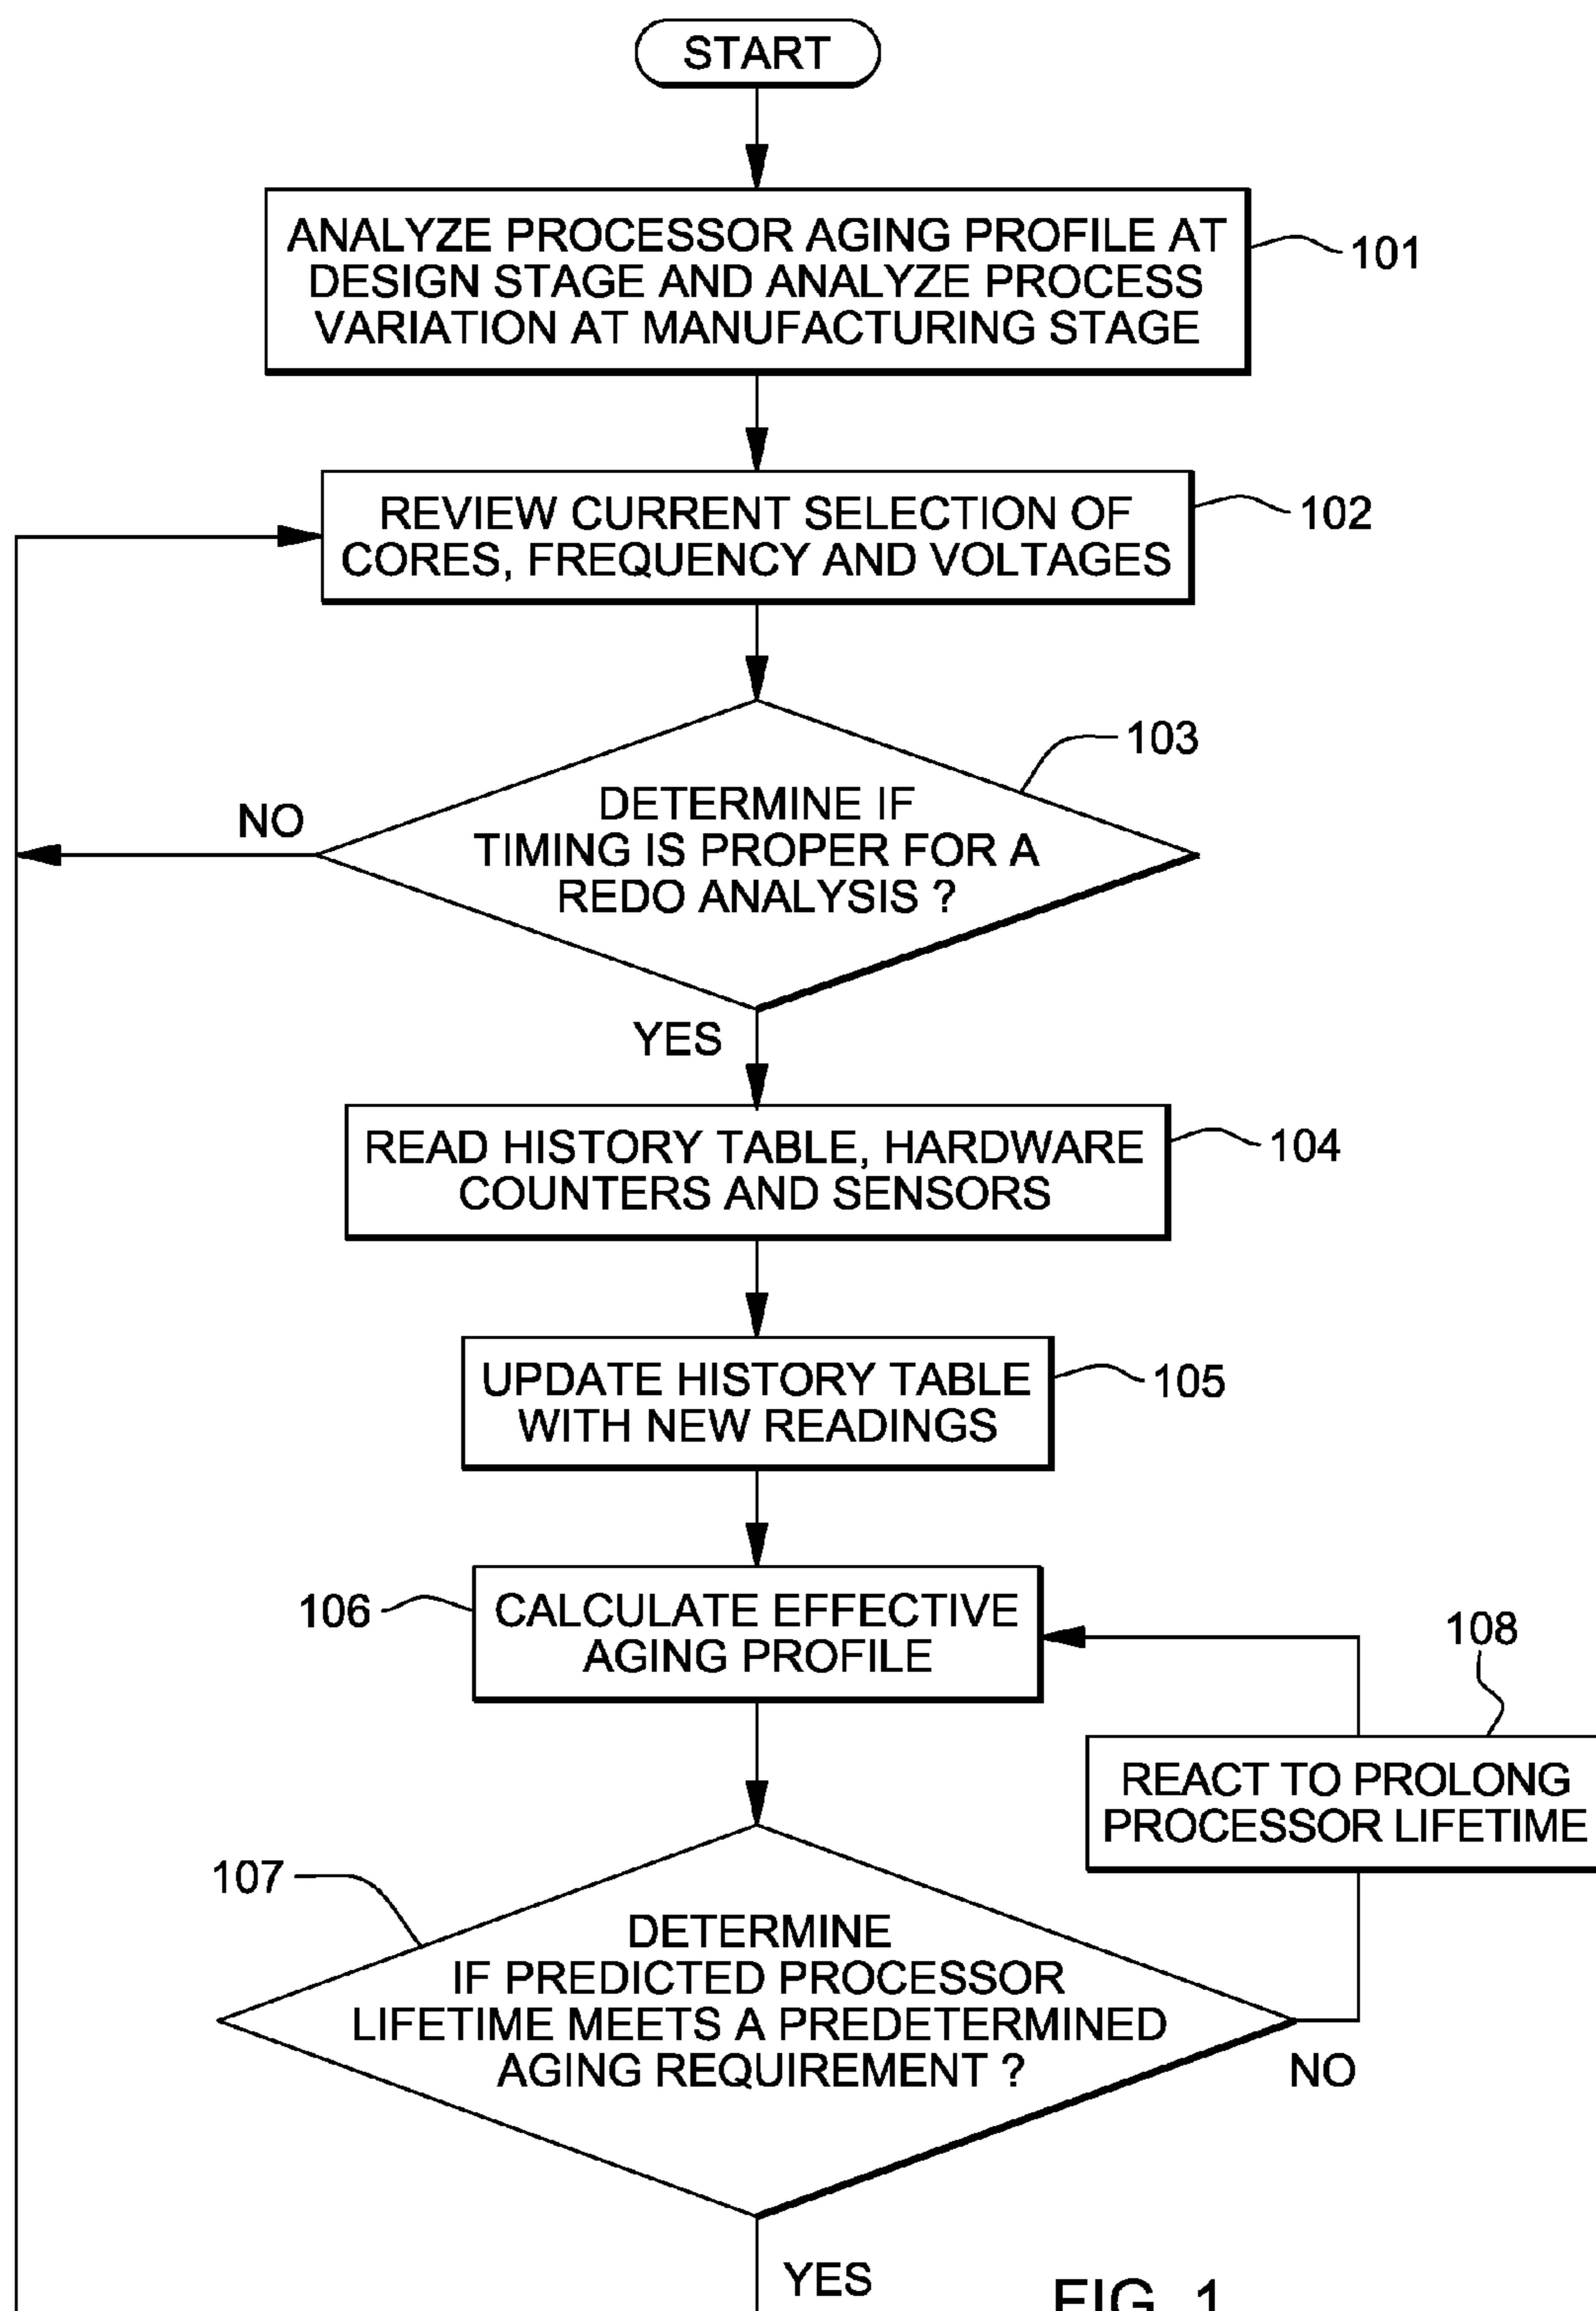 START
ANALYZE PROCESSOR AGING PROFILE AT
DESIGN STAGE AND ANALYZE PROCESS
VARIATION AT MANUFACTURING STAGE
101
REVIEW CURRENT SELECTION OF
CORES, FREQUENCY AND VOLTAGES
102
103
DETERMINE IF
TIMING IS PROPER FOR A
REDO ANALYSIS ?
NO
YES
READ HISTORY TABLE, HARDWARE
COUNTERS AND SENSORS
104
UPDATE HISTORY TABLE
WITH NEW READINGS
105
106
CALCULATE EFFECTIVE
AGING PROFILE
108
REACT TO PROLONG
PROCESSOR LIFETIME
107
DETERMINE
IF PREDICTED PROCESSOR
LIFETIME MEETS A PREDETERMINED
AGING REQUIREMENT ?
NO
YES
FIG. 1